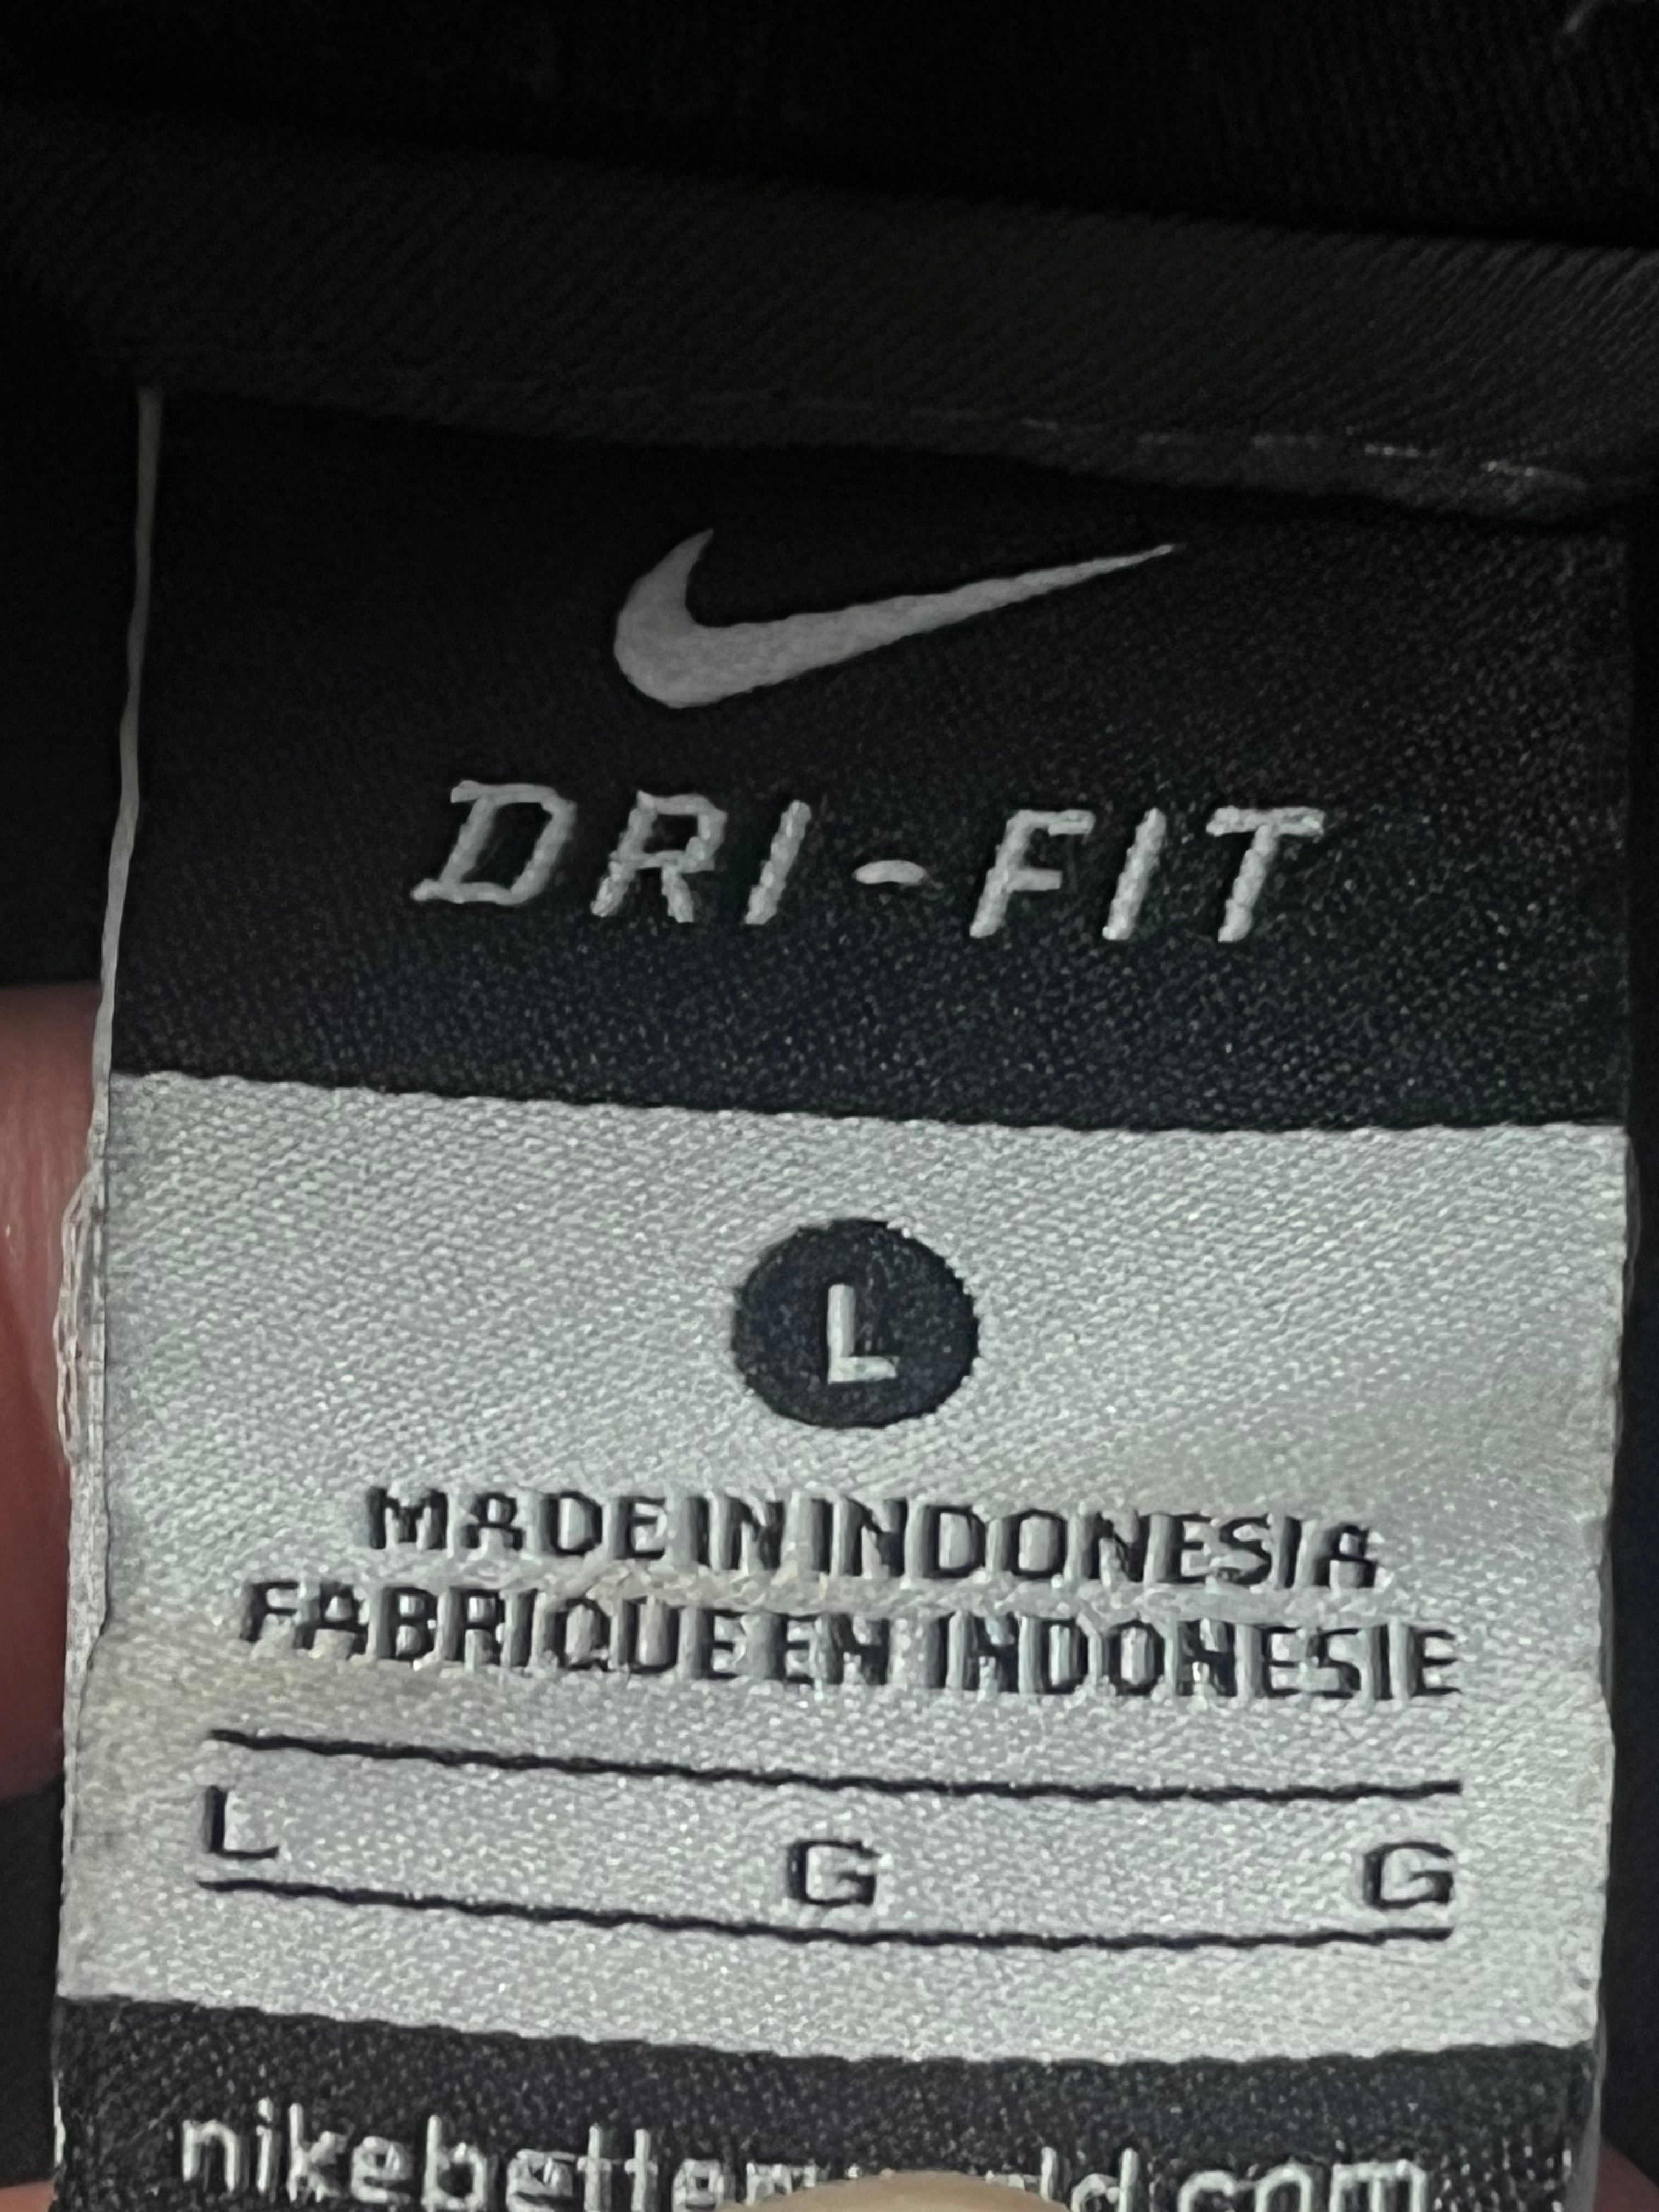 DRI-FIT
L
MADE IN INDONESIA
FABRIQUE EN INDONESIE
L G G